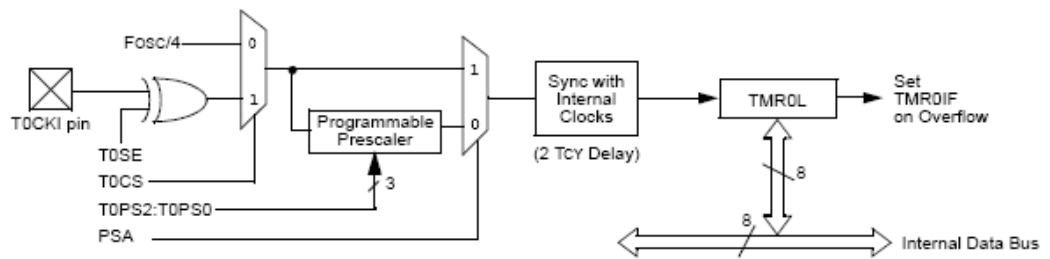 FOSC/4
0
1
T0CKI pin
T0SE
T0CS
T0PS2:T0PS0
PSA
Programmable
Prescaler
3
1
0
Sync with
Internal
Clocks
(2 TCY Delay)
TMR0L
Set
TMR0IF
on Overflow
8
8
Internal Data Bus